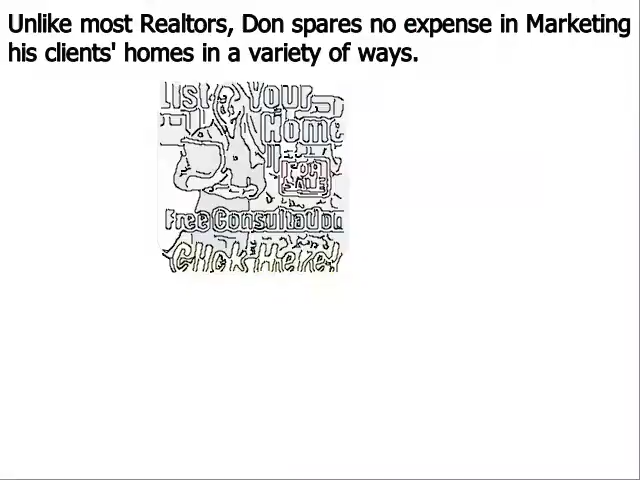 Unlike most Realtors, Don spares no expense in Marketing
his clients' homes in a variety of ways.
List Your
Home
FOR
SALE
Free Consultation
Click Here!